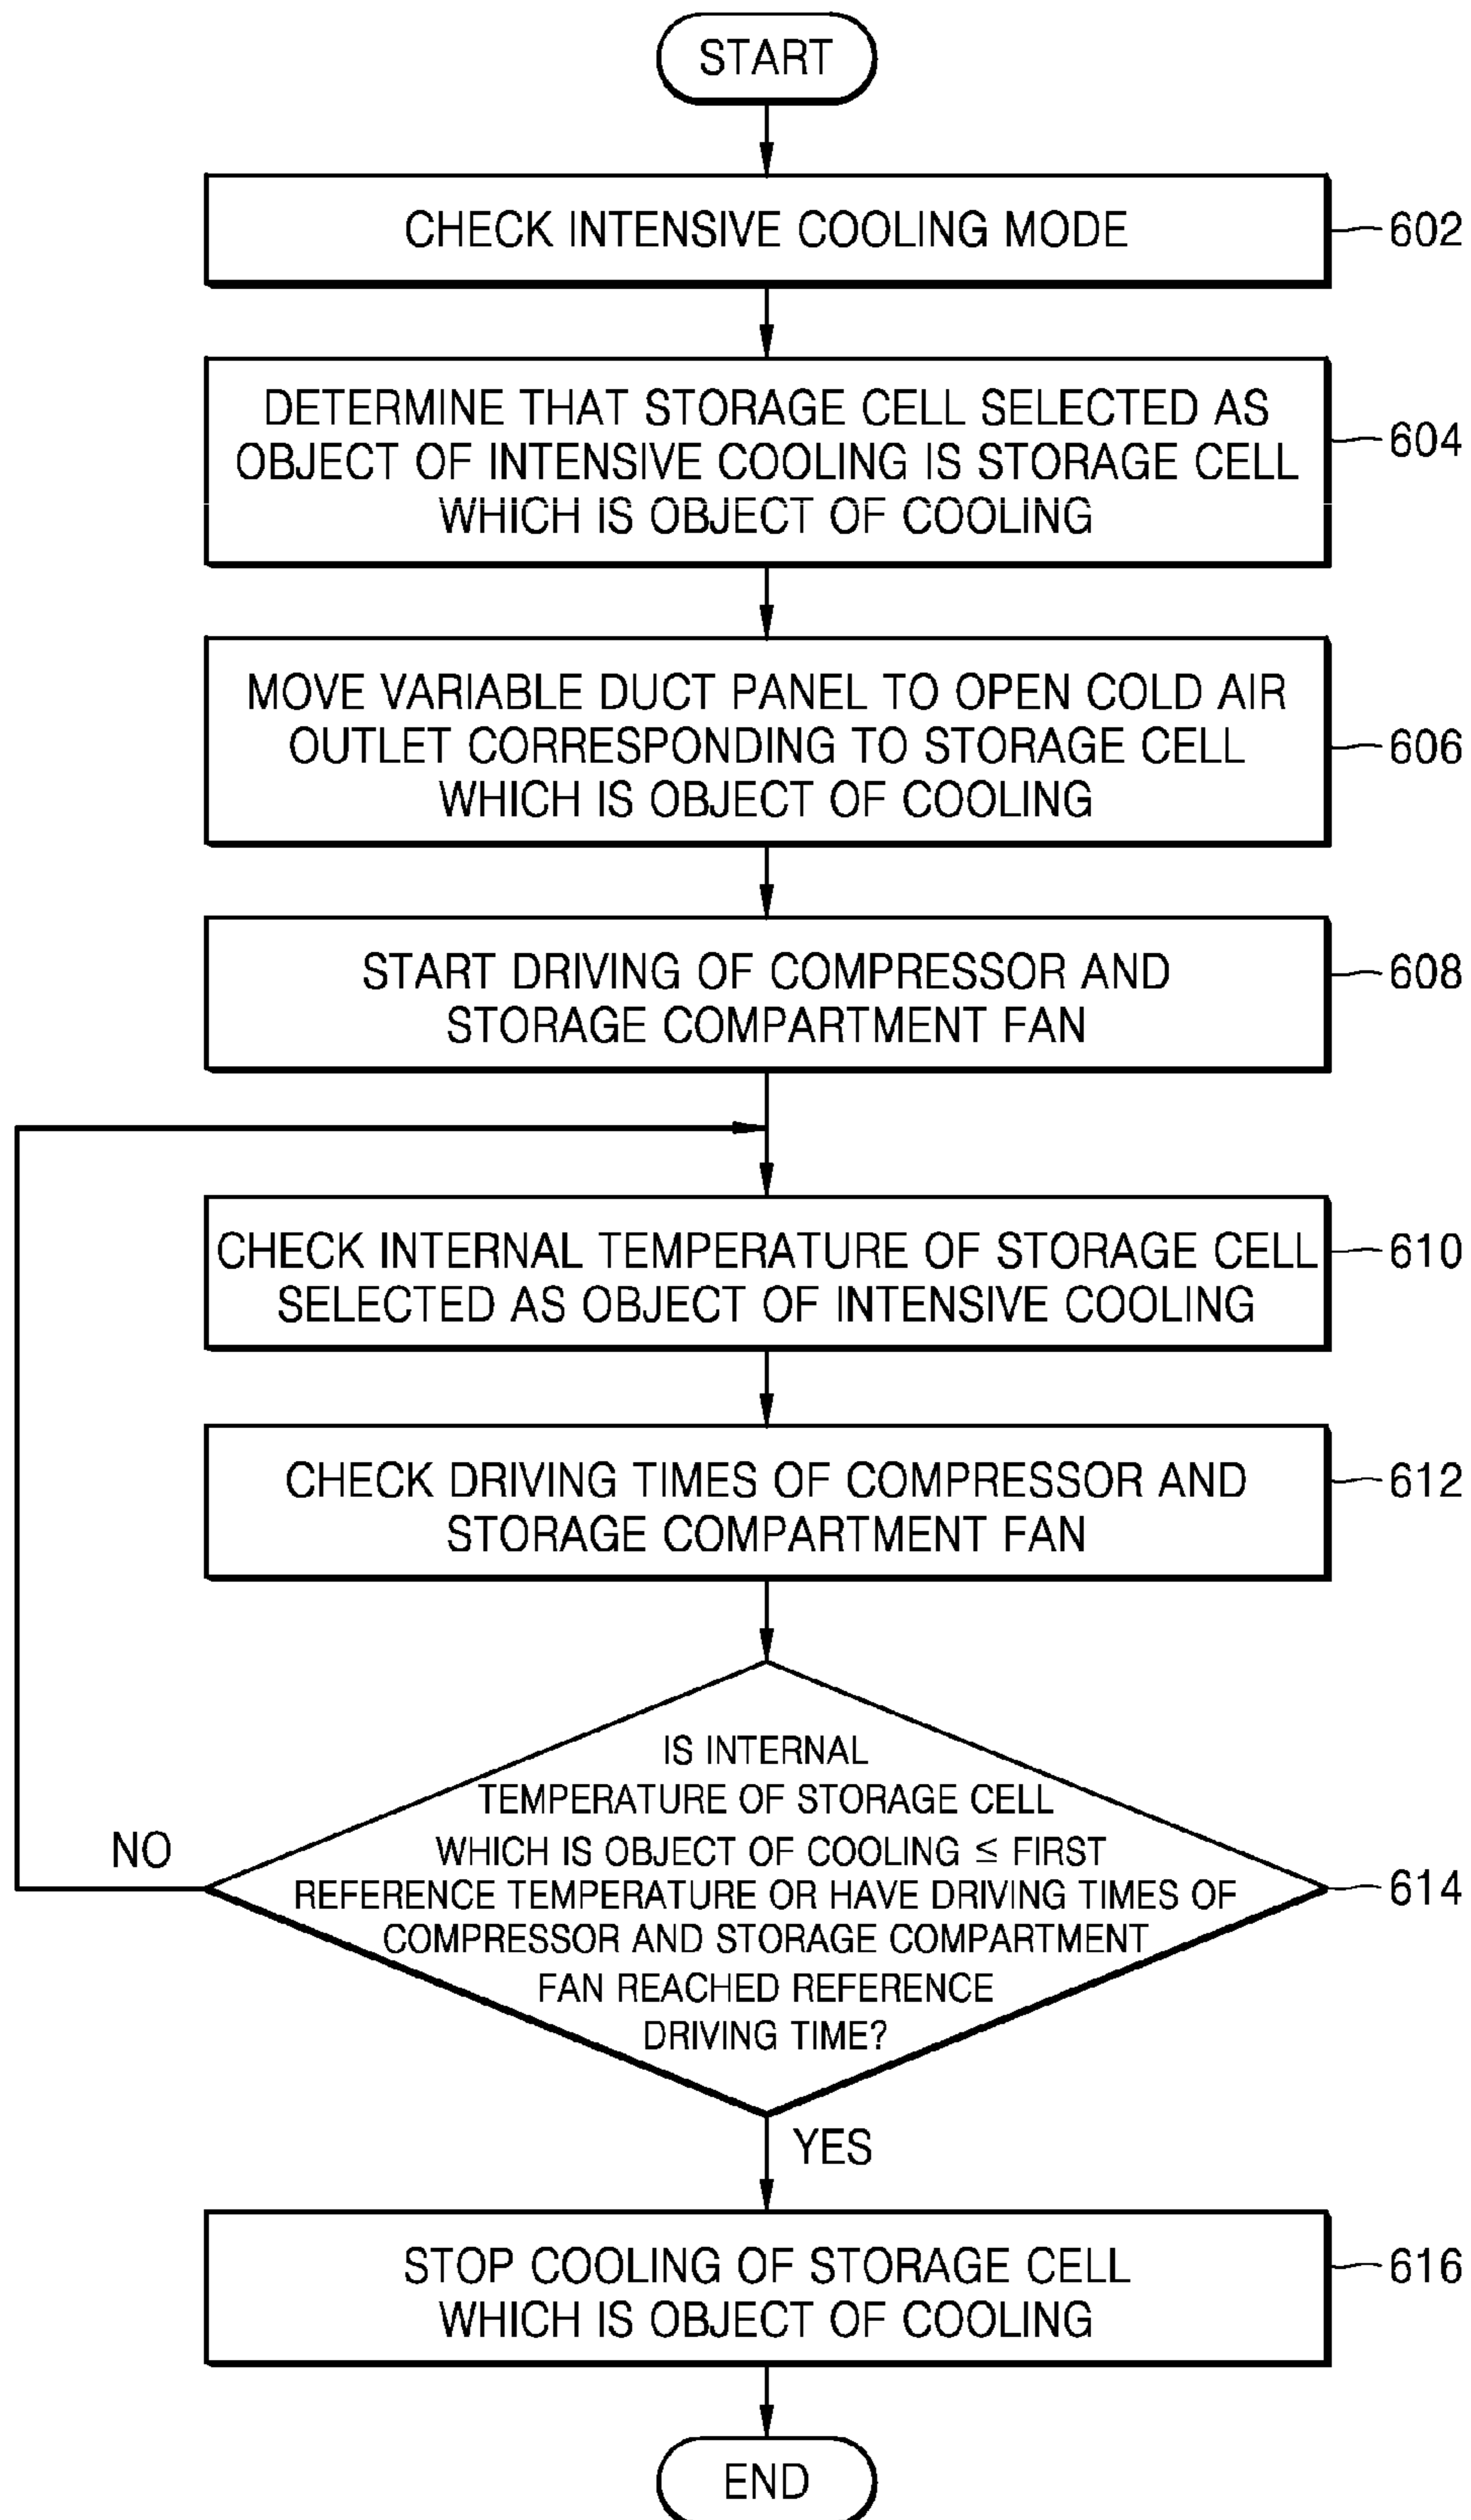 START
CHECK INTENSIVE COOLING MODE
602
DETERMINE THAT STORAGE CELL SELECTED AS
OBJECT OF INTENSIVE COOLING IS STORAGE CELL
WHICH IS OBJECT OF COOLING
604
MOVE VARIABLE DUCT PANEL TO OPEN COLD AIR
OUTLET CORRESPONDING TO STORAGE CELL
WHICH IS OBJECT OF COOLING
606
START DRIVING OF COMPRESSOR AND
STORAGE COMPARTMENT FAN
608
CHECK INTERNAL TEMPERATURE OF STORAGE CELL
SELECTED AS OBJECT OF INTENSIVE COOLING
610
CHECK DRIVING TIMES OF COMPRESSOR AND
STORAGE COMPARTMENT FAN
612
IS INTERNAL
TEMPERATURE OF STORAGE CELL
WHICH IS OBJECT OF COOLING ≤ FIRST
REFERENCE TEMPERATURE OR HAVE DRIVING TIMES OF
COMPRESSOR AND STORAGE COMPARTMENT
FAN REACHED REFERENCE
DRIVING TIME?
614
NO
YES
STOP COOLING OF STORAGE CELL
WHICH IS OBJECT OF COOLING
616
END